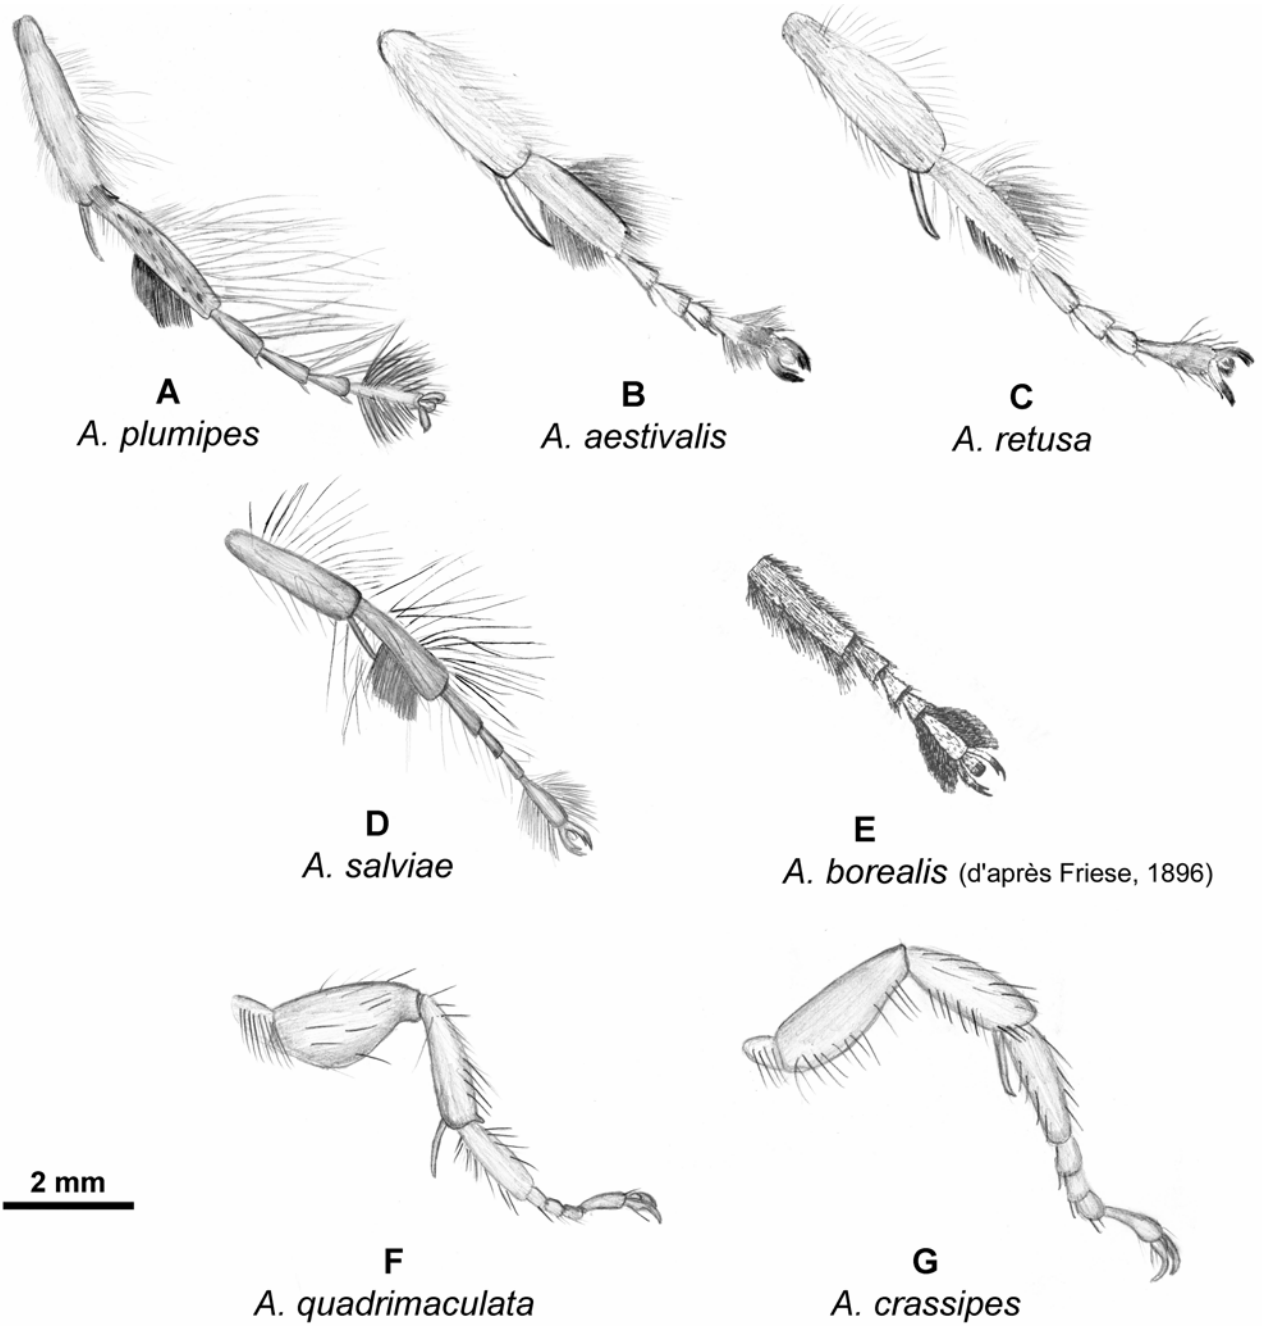 A
A. plumipes
B
A. aestivalis
C
A. retusa
D
A. salviae
E
A. borealis (d'après Friese, 1896)
2 mm
F
A. quadrimaculata
G
A. crassipes